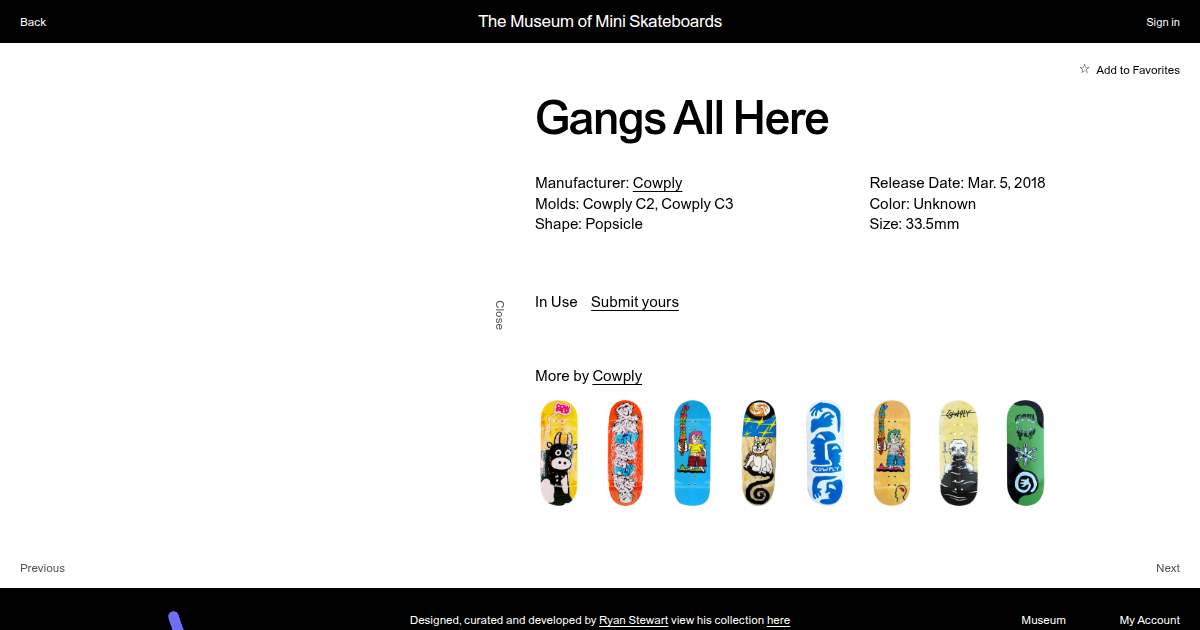 Back
The Museum of Mini Skateboards
Sign in
☆ Add to Favorites
Gangs All Here
Manufacturer: Cowply
Molds: Cowply C2, Cowply C3
Shape: Popsicle
Release Date: Mar. 5, 2018
Color: Unknown
Size: 33.5mm
Close
In Use Submit yours
More by Cowply
COWPLY
Previous
Next
Designed, curated and developed by Ryan Stewart view his collection here
Museum
My Account